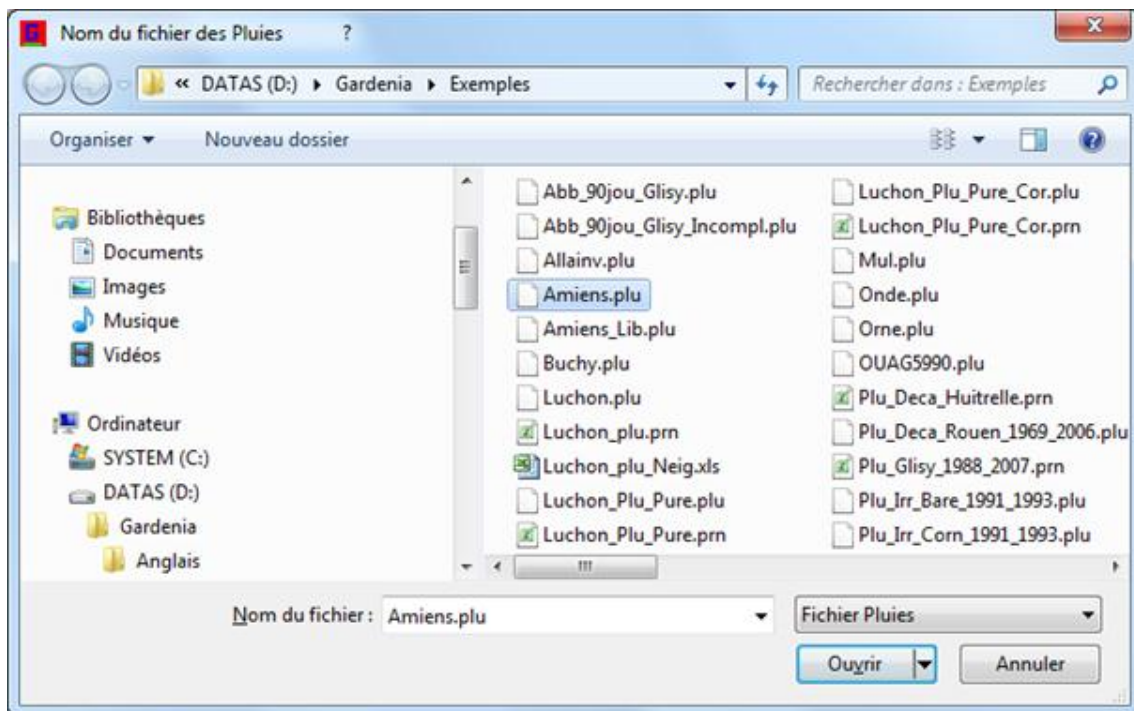 Nom du fichier des Pluies ?
« DATAS (D:) Gardenia Exemples
Rechercher dans : Exemples
Organiser
Nouveau dossier
Bibliothèques
Documents
Images
Musique
Vidéos
Ordinateur
SYSTEM (C:)
DATAS (D:)
Gardenia
Anglais
Abb_90jou_Glisy.plu
Abb_90jou_Glisy_Incompl.plu
Allainv.plu
Amiens.plu
Amiens_Lib.plu
Buchy.plu
Luchon.plu
Luchon_plu.prn
Luchon_plu_Neig.xls
Luchon_Plu_Pure.plu
Luchon_Plu_Pure.prn
Luchon_Plu_Pure_Cor.plu
Luchon_Plu_Pure_Cor.prn
Mul.plu
Onde.plu
Orne.plu
OUAG5990.plu
Plu_Deca_Huitrelle.prn
Plu_Deca_Rouen_1969_2006.plu
Plu_Glisy_1988_2007.prn
Plu_Irr_Bare_1991_1993.plu
Plu_Irr_Corn_1991_1993.plu
Nom du fichier : Amiens.plu
Fichier Pluies
Ouvrir
Annuler